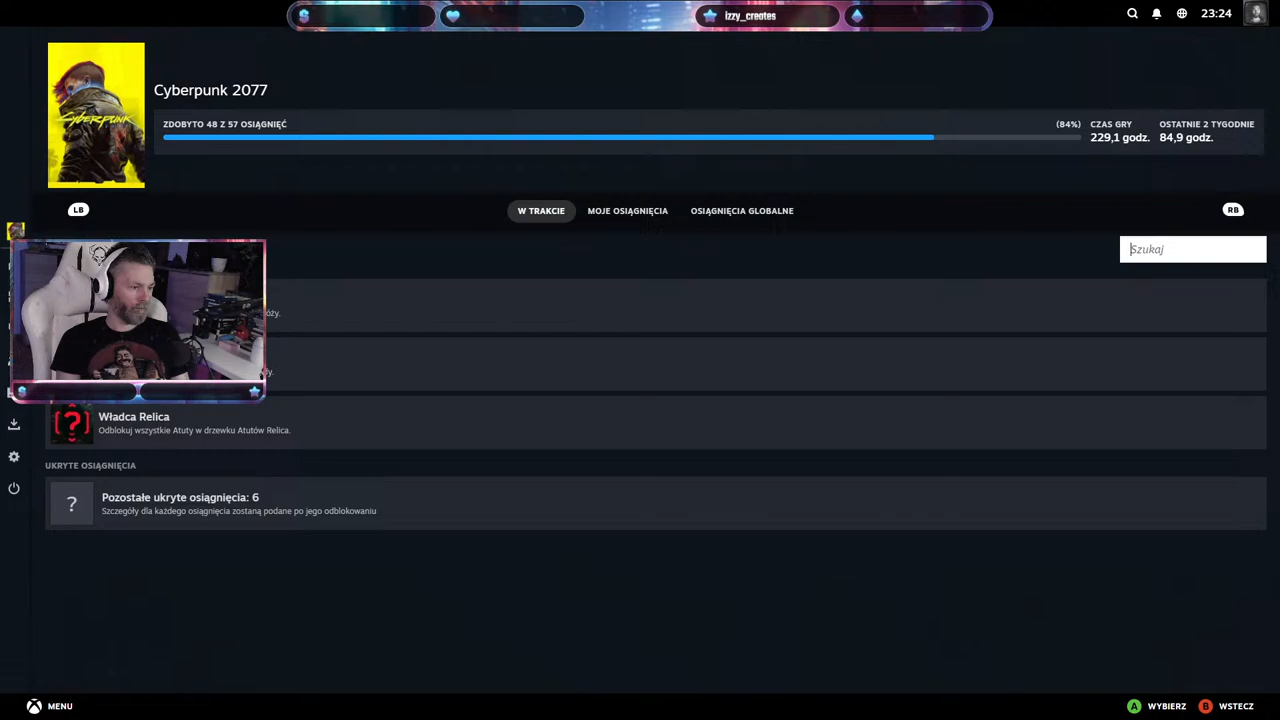 izzy_creates
23:24
Cyberpunk 2077
ZDOBYTO 48 Z 57 OSIĄGNIĘĆ
(84%)
CZAS GRY
229,1 godz.
OSTATNIE 2 TYGODNIE
84,9 godz.
LB
W TRAKCIE
MOJE OSIĄGNIĘCIA
OSIĄGNIĘCIA GLOBALNE
RB
Szukaj
Władca Relica
Odblokuj wszystkie Atuty w drzewku Atutów Relica.
UKRYTE OSIĄGNIĘCIA
?
Pozostałe ukryte osiągnięcia: 6
Szczegóły dla każdego osiągnięcia zostaną podane po jego odblokowaniu
MENU
A WYBIERZ
B WSTECZ